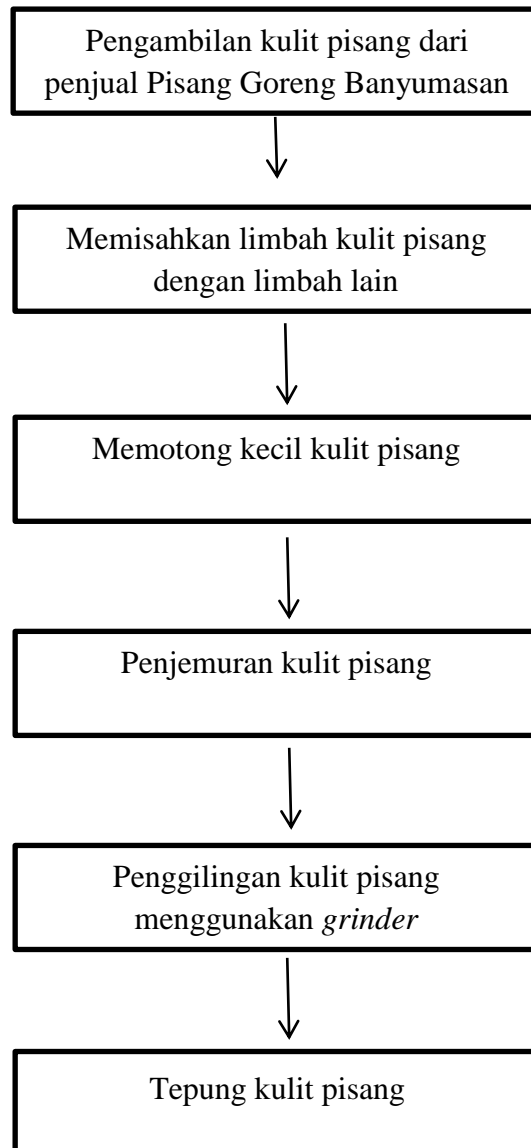 Pengambilan kulit pisang dari
penjual Pisang Goreng Banyumasan
Memisahkan limbah kulit pisang
dengan limbah lain
Memotong kecil kulit pisang
Penjemuran kulit pisang
Penggilingan kulit pisang
menggunakan grinder
Tepung kulit pisang